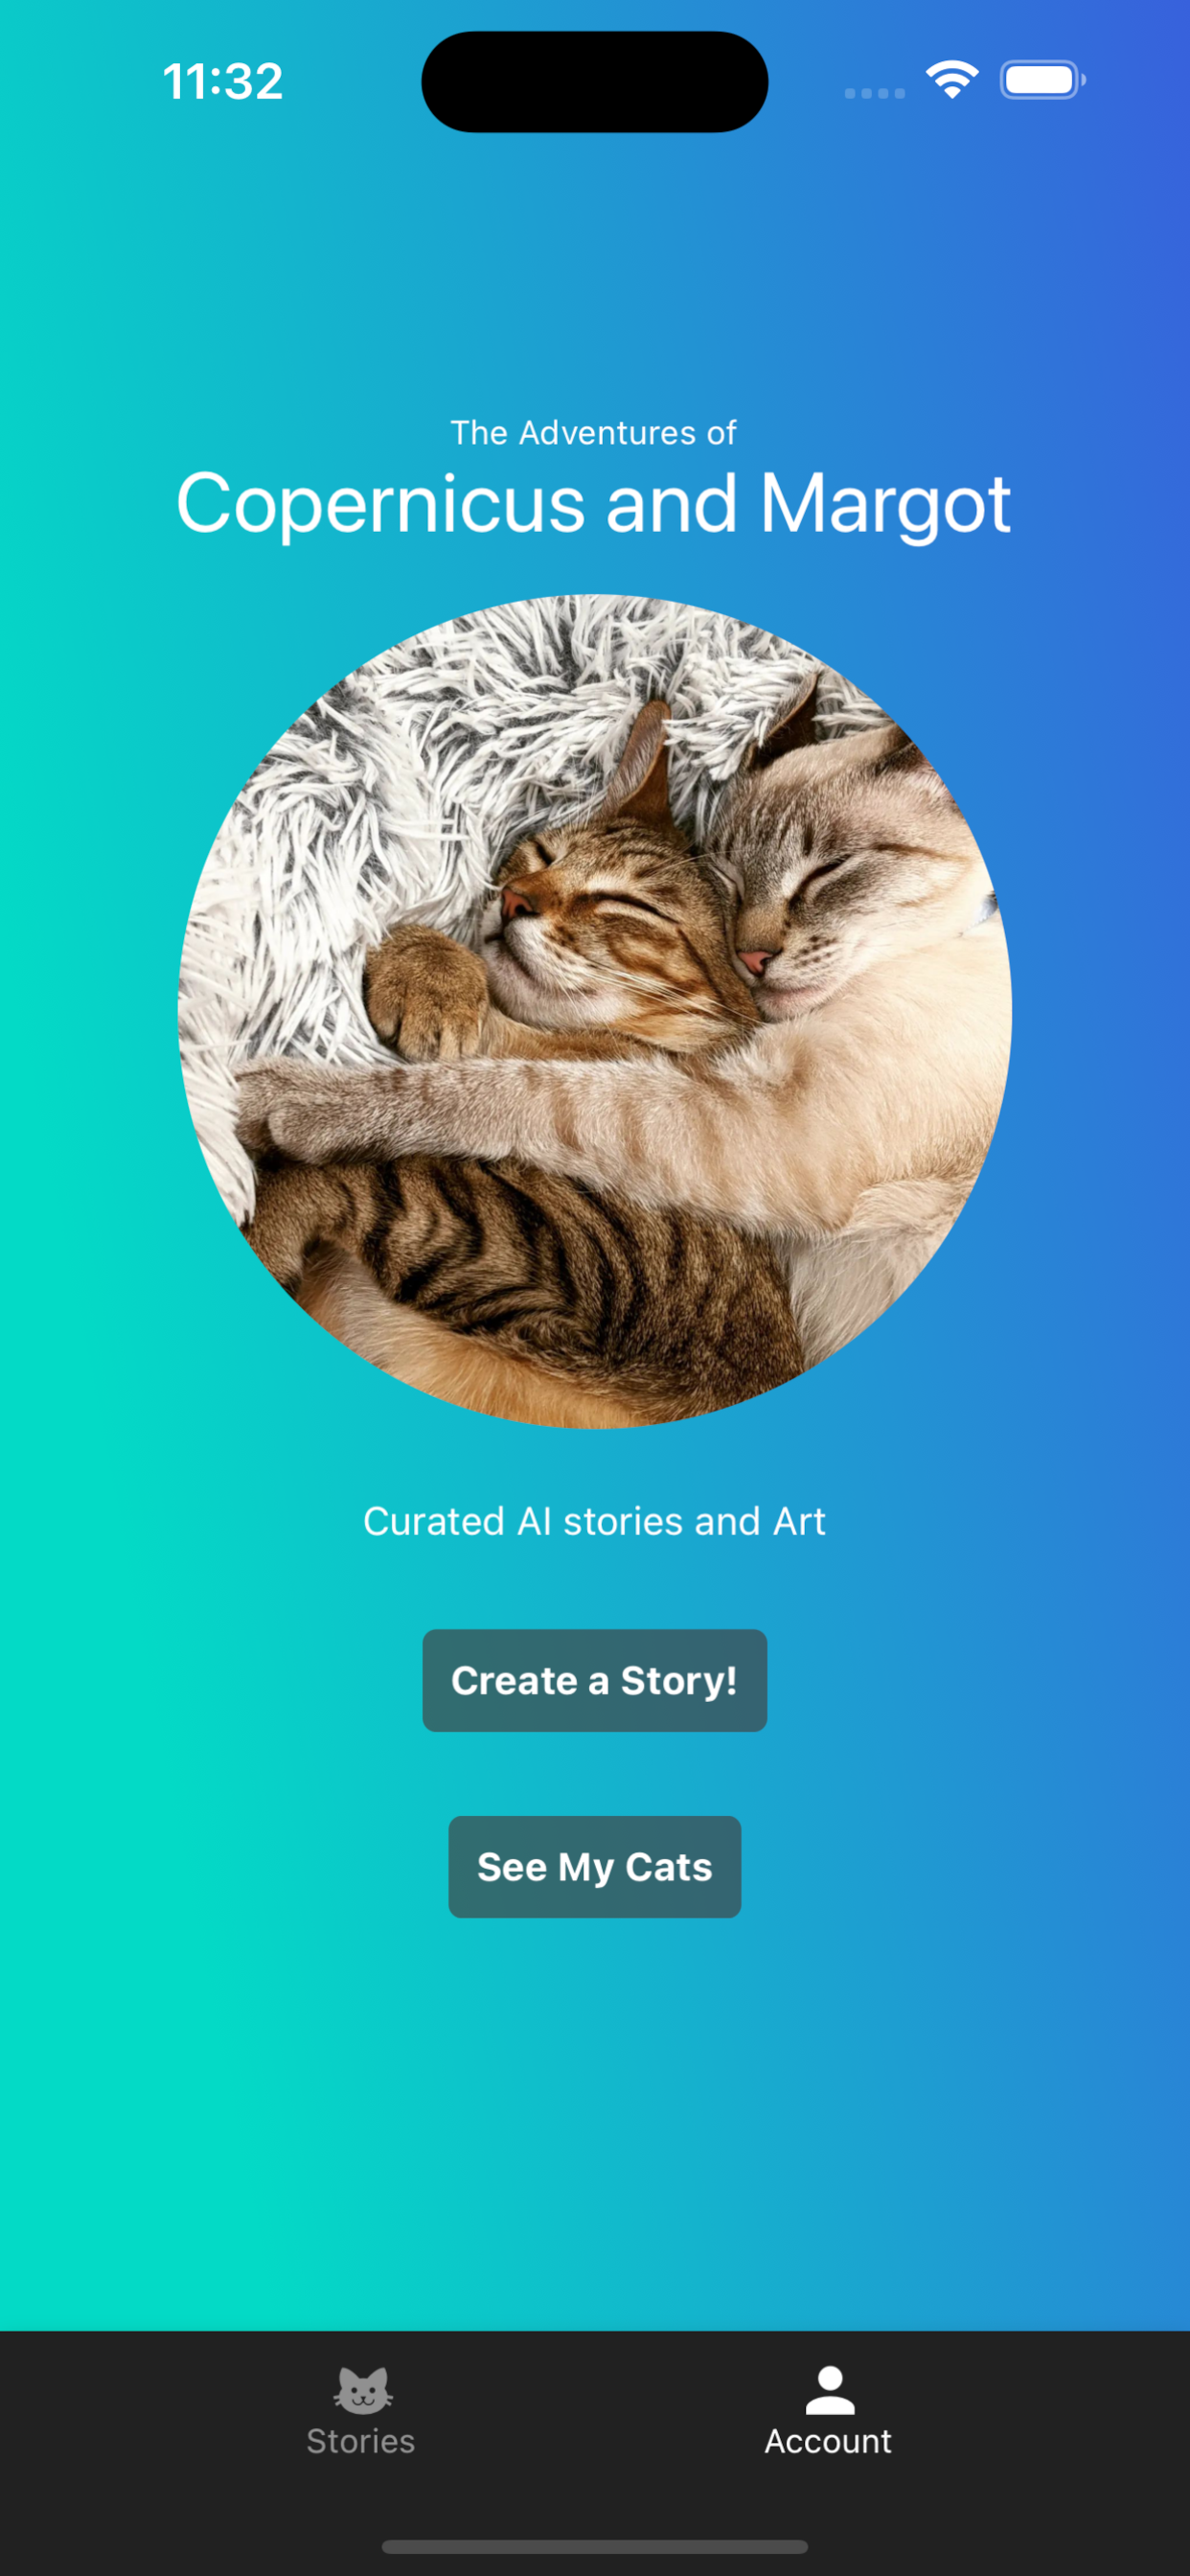 11:32
The Adventures of
Copernicus and Margot
Curated AI stories and Art
Create a Story!
See My Cats
Stories
Account